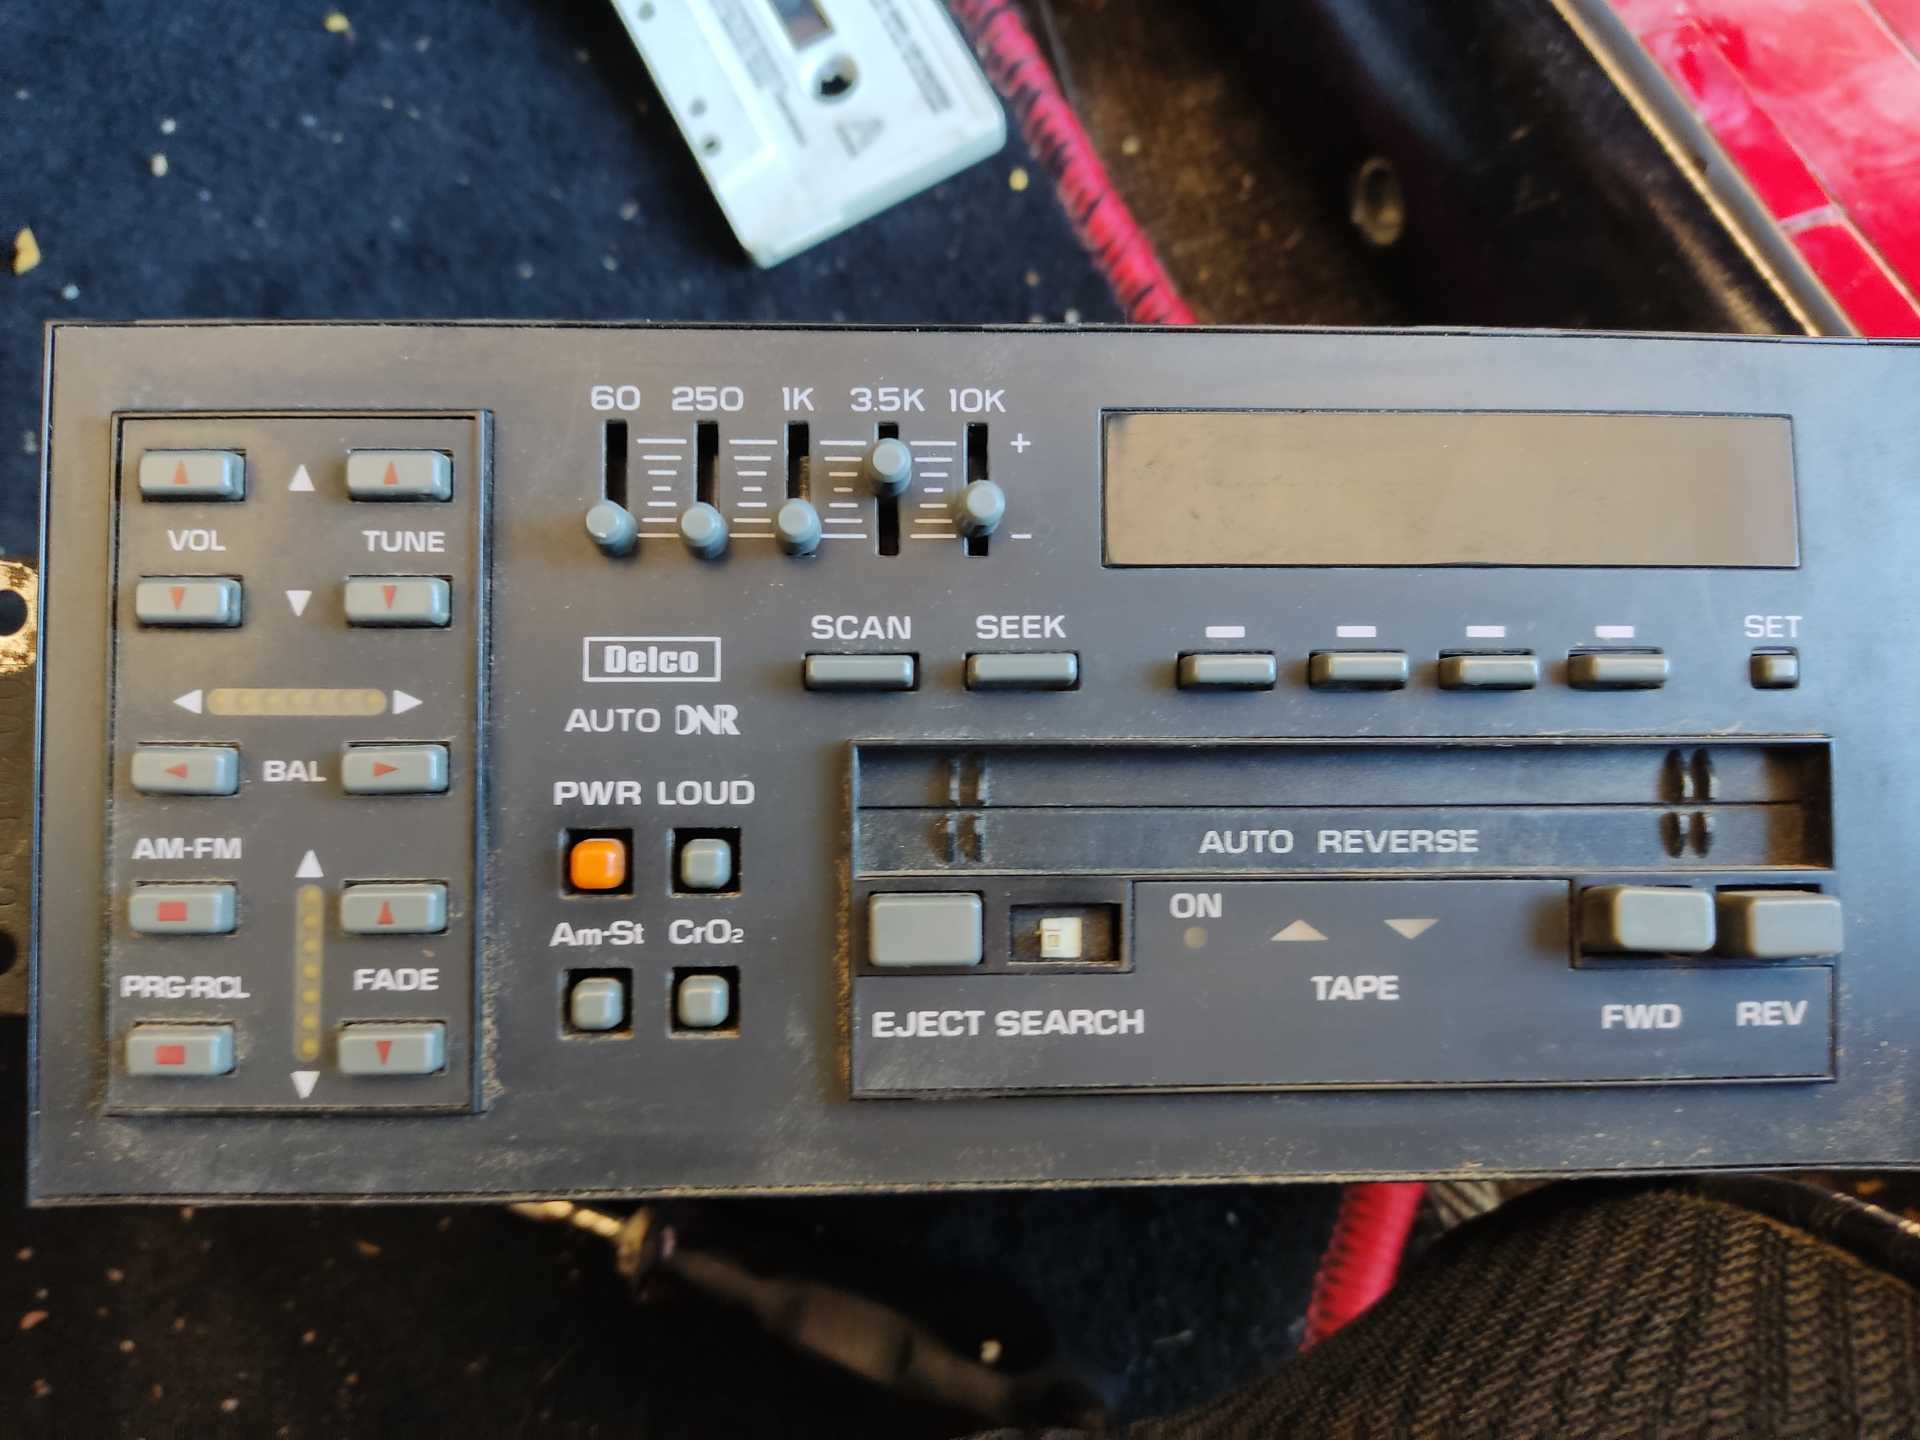 60 250 1K 3.5K 10K
+
-
VOL TUNE
BAL
AM-FM
PRG-RCL FADE
Delco
AUTO DNR
PWR LOUD
Am-St CrO₂
SCAN SEEK
SET
AUTO REVERSE
ON
TAPE
EJECT SEARCH
FWD REV